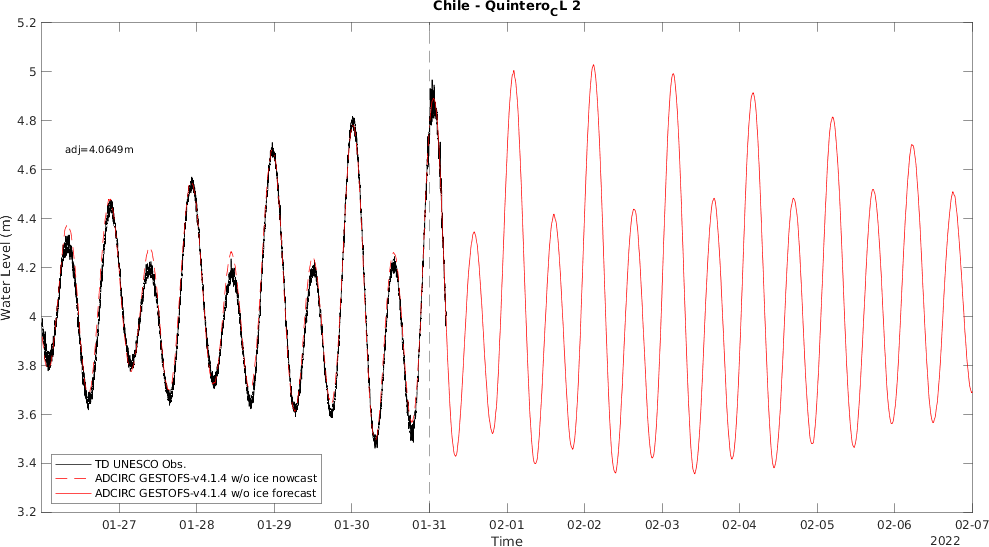 Chile - QuinteroCL 2
5.2
5
4.8
4.6
4.4
4.2
4
3.8
3.6
3.4
3.2
Water Level (m)
adj=4.0649m
TD UNESCO Obs.
ADCIRC GESTOFS-v4.1.4 w/o ice nowcast
ADCIRC GESTOFS-v4.1.4 w/o ice forecast
01-27 01-28 01-29 01-30 01-31 02-01 02-02 02-03 02-04 02-05 02-06 02-07
Time
2022